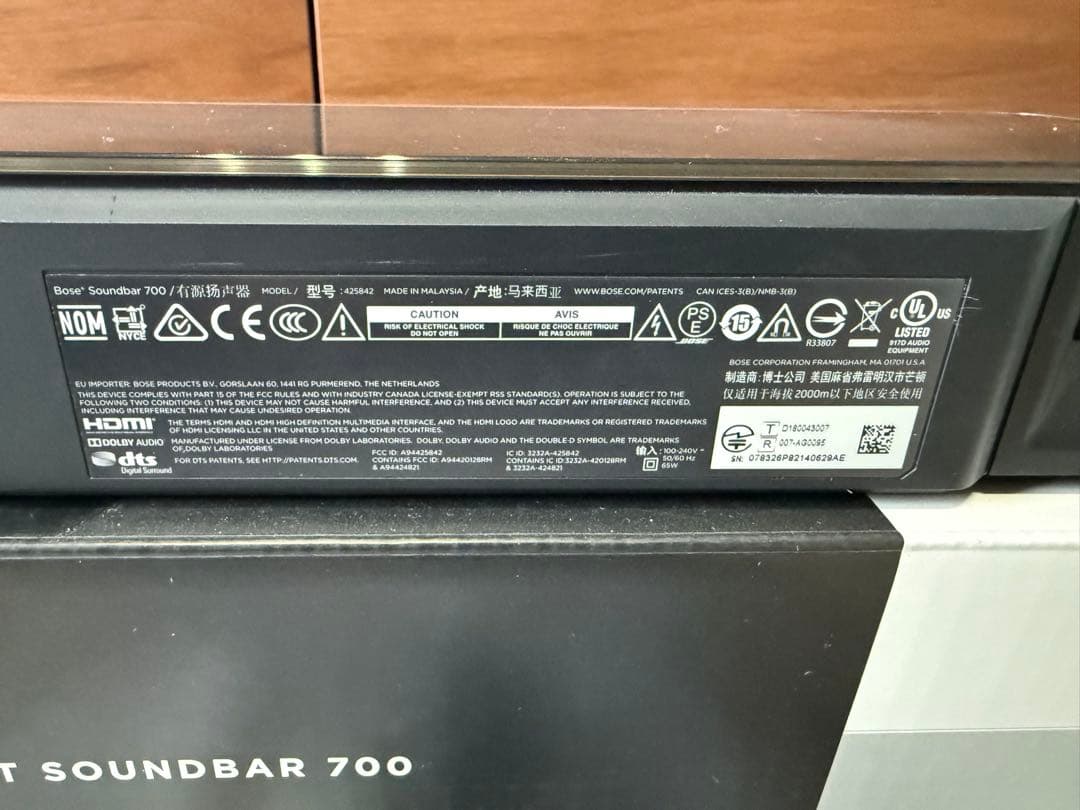 Bose® Soundbar 700 /有源扬声器 MODEL / 型号 :425842 MADE IN MALAYSIA / 产地:马来西亚 WWW.BOSE.COM/PATENTS CAN ICES-3(B)/NMB-3(B)
NOM NYCE CE CCC CAUTION AVIS PS E BOSE 15 R33807 C UL US
RISK OF ELECTRICAL SHOCK DO NOT OPEN
RISQUE DE CHOC ELECTRIQUE NE PAS OUVRIR
LISTED
917D AUDIO
EQUIPMENT
BOSE CORPORATION FRAMINGHAM, MA 01701 U.S.A
制造商:博士公司 美国麻省弗雷明汉市芒顿
仅适用于海拔2000m以下地区安全使用
EU IMPORTER: BOSE PRODUCTS B.V., GORSLAAN 60, 1441 RG PURMEREND, THE NETHERLANDS
THIS DEVICE COMPLIES WITH PART 15 OF THE FCC RULES AND WITH INDUSTRY CANADA LICENSE-EXEMPT RSS STANDARD(S). OPERATION IS SUBJECT TO THE
FOLLOWING TWO CONDITIONS: (1) THIS DEVICE MAY NOT CAUSE HARMFUL INTERFERENCE, AND (2) THIS DEVICE MUST ACCEPT ANY INTERFERENCE RECEIVED,
INCLUDING INTERFERENCE THAT MAY CAUSE UNDESIRED OPERATION.
HDMI THE TERMS HDMI AND HDMI HIGH DEFINITION MULTIMEDIA INTERFACE, AND THE HDMI LOGO ARE TRADEMARKS OR REGISTERED TRADEMARKS
OF HDMI LICENSING LLC IN THE UNITED STATES AND OTHER COUNTRIES.
DOLBY AUDIO MANUFACTURED UNDER LICENSE FROM DOLBY LABORATORIES. DOLBY, DOLBY AUDIO AND THE DOUBLE-D SYMBOL ARE TRADEMARKS
OF DOLBY LABORATORIES
dts Digital Surround
FOR DTS PATENTS, SEE HTTP://PATENTS.DTS.COM.
FCC ID: A94425842
CONTAINS FCC ID: A94420128RM
& A94424821
IC ID: 3232A-425842
CONTAINS IC ID:3232A-420128RM
& 3232A-424821
输入 : 100-240V ~
50/60 Hz
65W
T D180043007
R 007-AG0095
SN: 078326P82140629AE
T SOUNDBAR 700